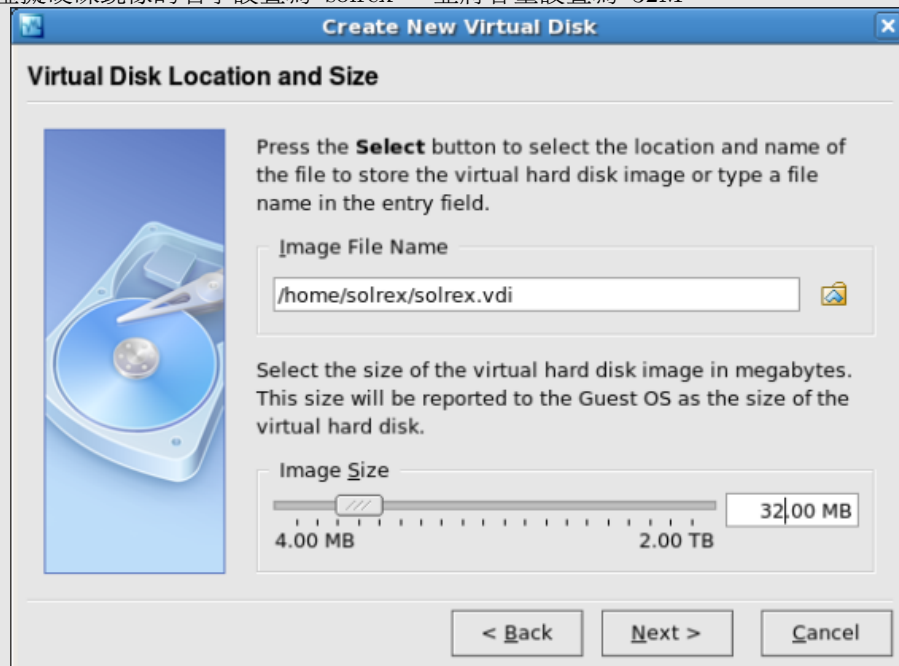 Create New Virtual Disk
Virtual Disk Location and Size
Press the Select button to select the location and name of
the file to store the virtual hard disk image or type a file
name in the entry field.
Image File Name
/home/solrex/solrex.vdi
Select the size of the virtual hard disk image in megabytes.
This size will be reported to the Guest OS as the size of the
virtual hard disk.
Image Size
32.00 MB
4.00 MB 2.00 TB
< Back Next > Cancel